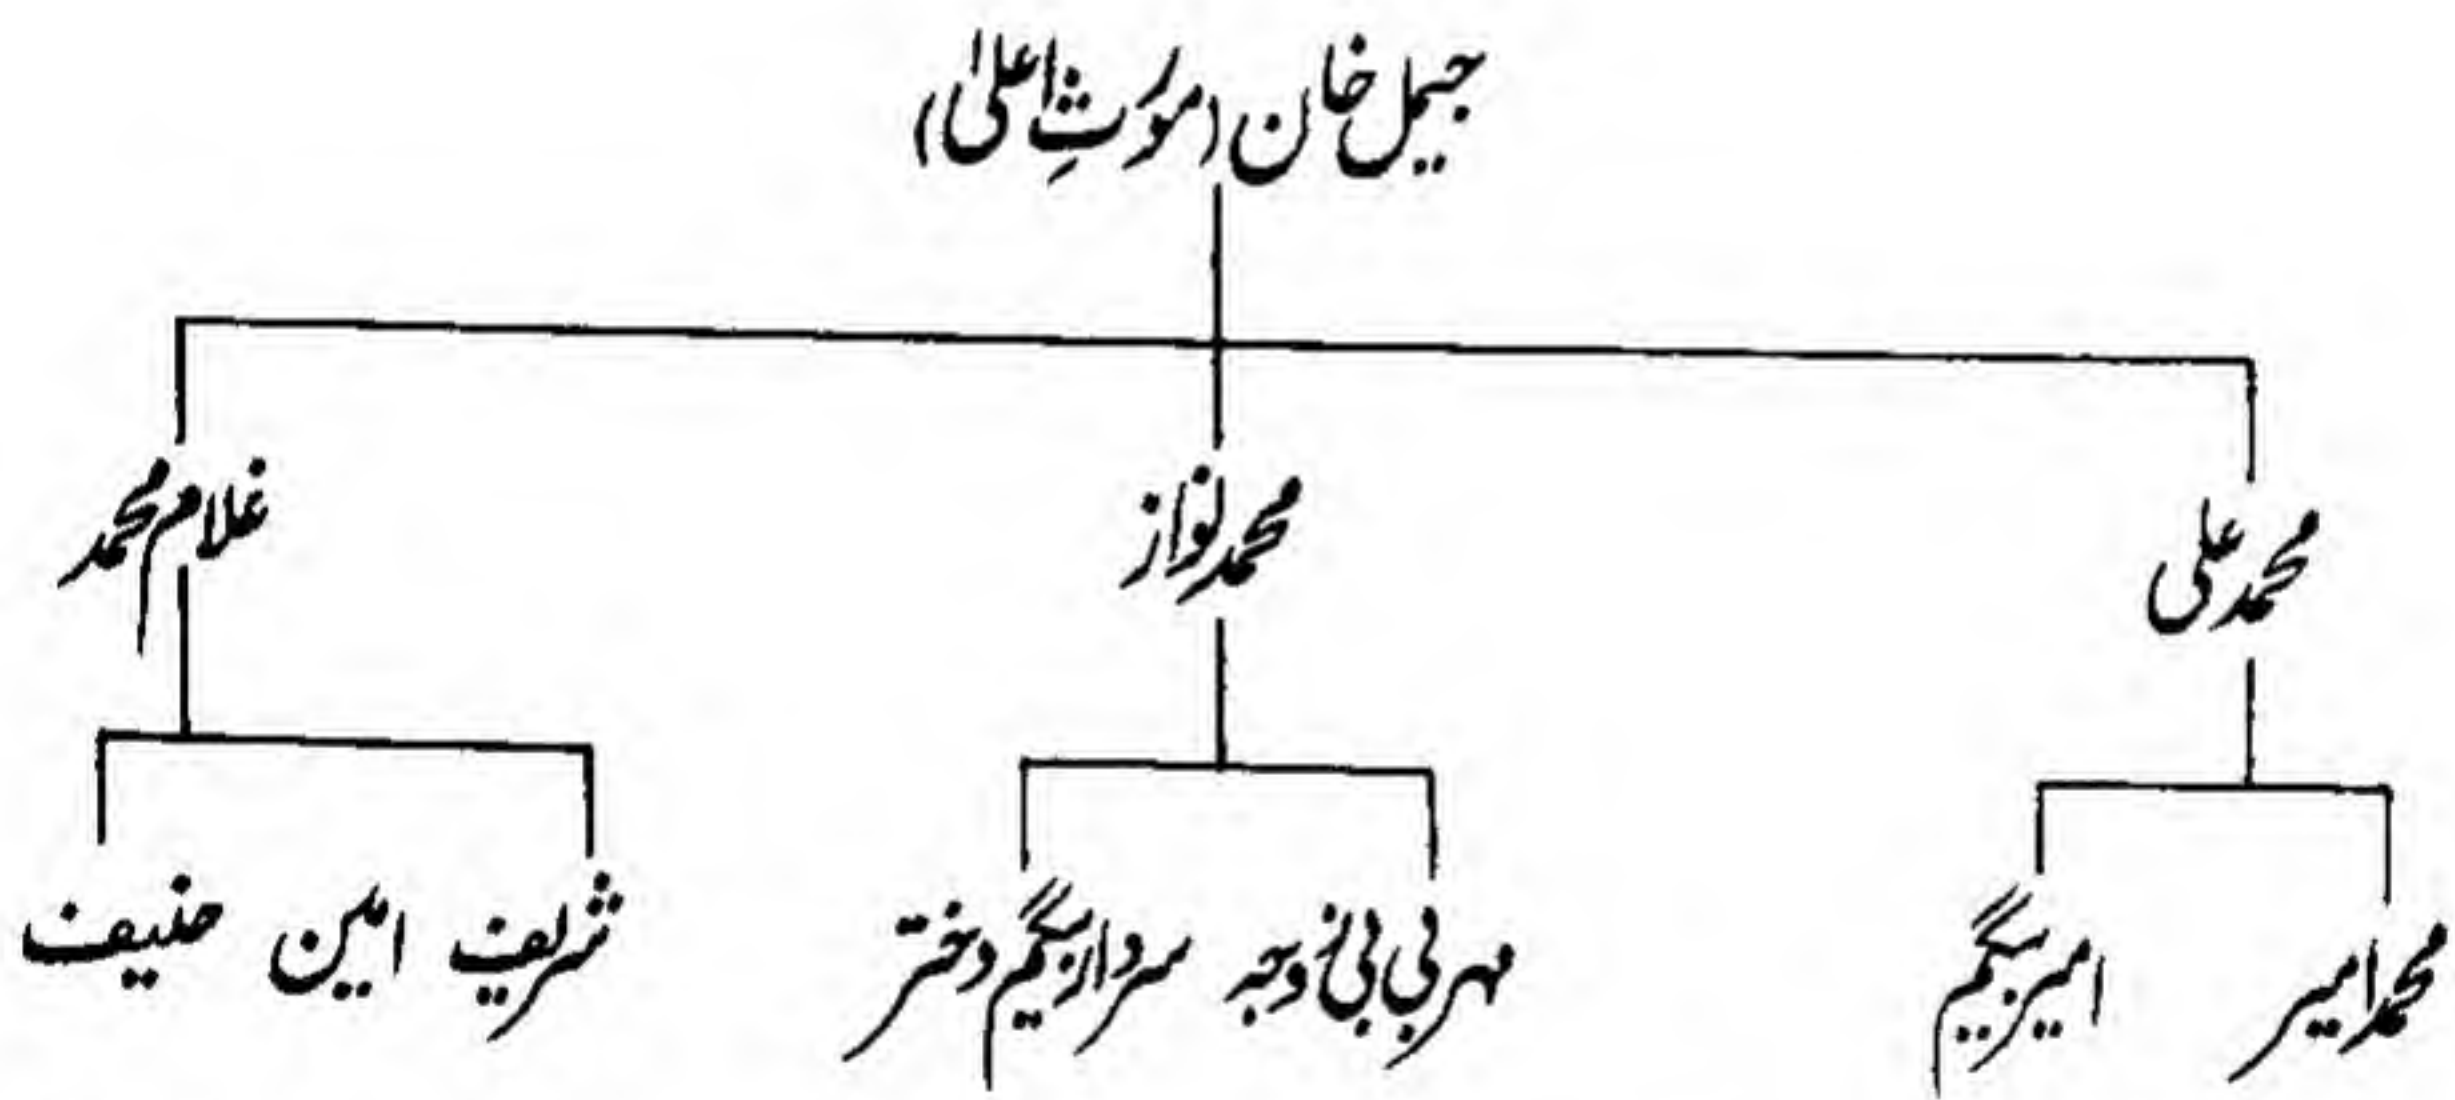 جمیل خان (مورثِ اعلیٰ)
محمد علی محمد نواز غلام محمد
محمد امیر امیر بیگم مہر بی بی زوجہ سردار بیگم دختر شریف امین حنیف